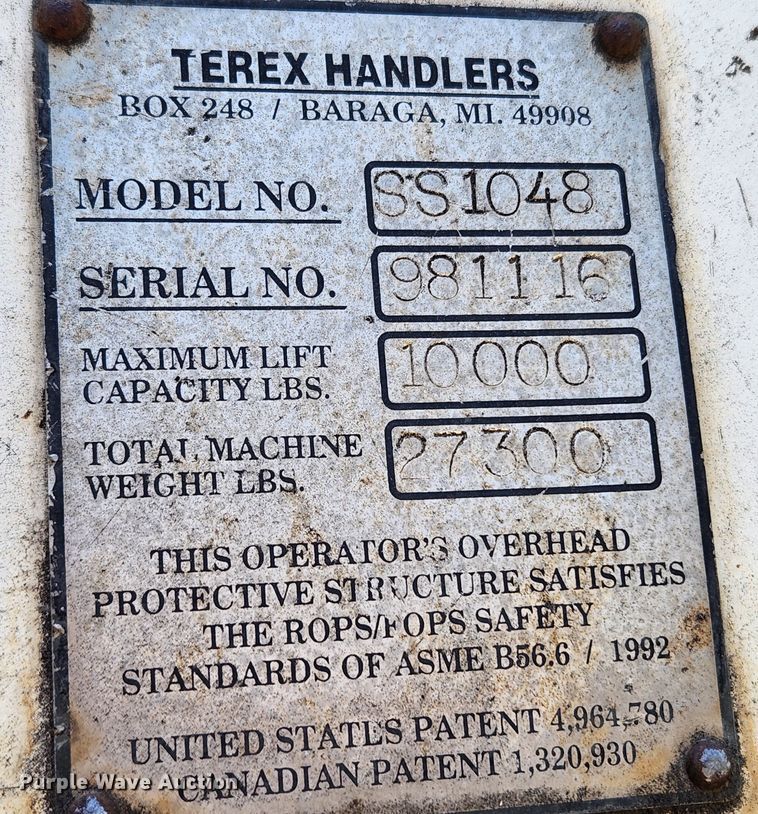 TEREX HANDLERS
BOX 248 / BARAGA, MI. 49908
MODEL NO. SS1048
SERIAL NO. 981116
MAXIMUM LIFT
CAPACITY LBS. 10000
TOTAL MACHINE
WEIGHT LBS. 27300
THIS OPERATOR'S OVERHEAD
PROTECTIVE STRUCTURE SATISFIES
THE ROPS/FOPS SAFETY
STANDARDS OF ASME B56.6 / 1992
UNITED STATES PATENT 4,964,780
CANADIAN PATENT 1,320,930
Purple Wave Auction